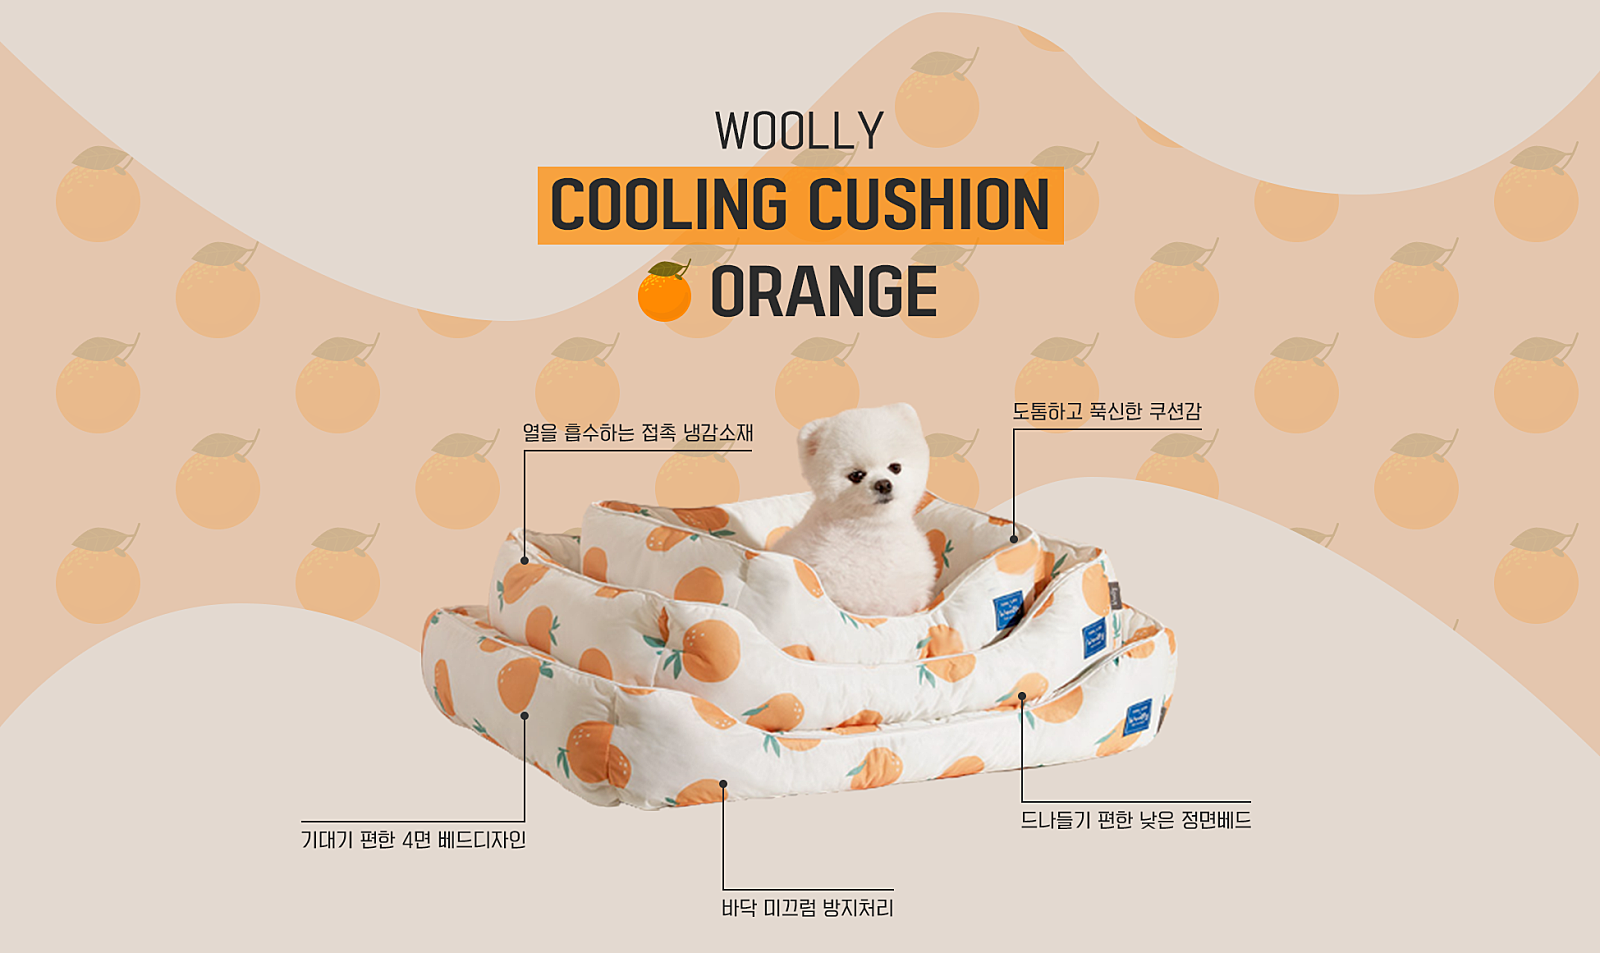 WOOLLY
COOLING CUSHION
ORANGE
도톰하고 푹신한 쿠션감
열을 흡수하는 접촉 냉감소재
드나들기 편한 낮은 정면베드
기대기 편한 4면 베드디자인
바닥 미끄럼 방지처리